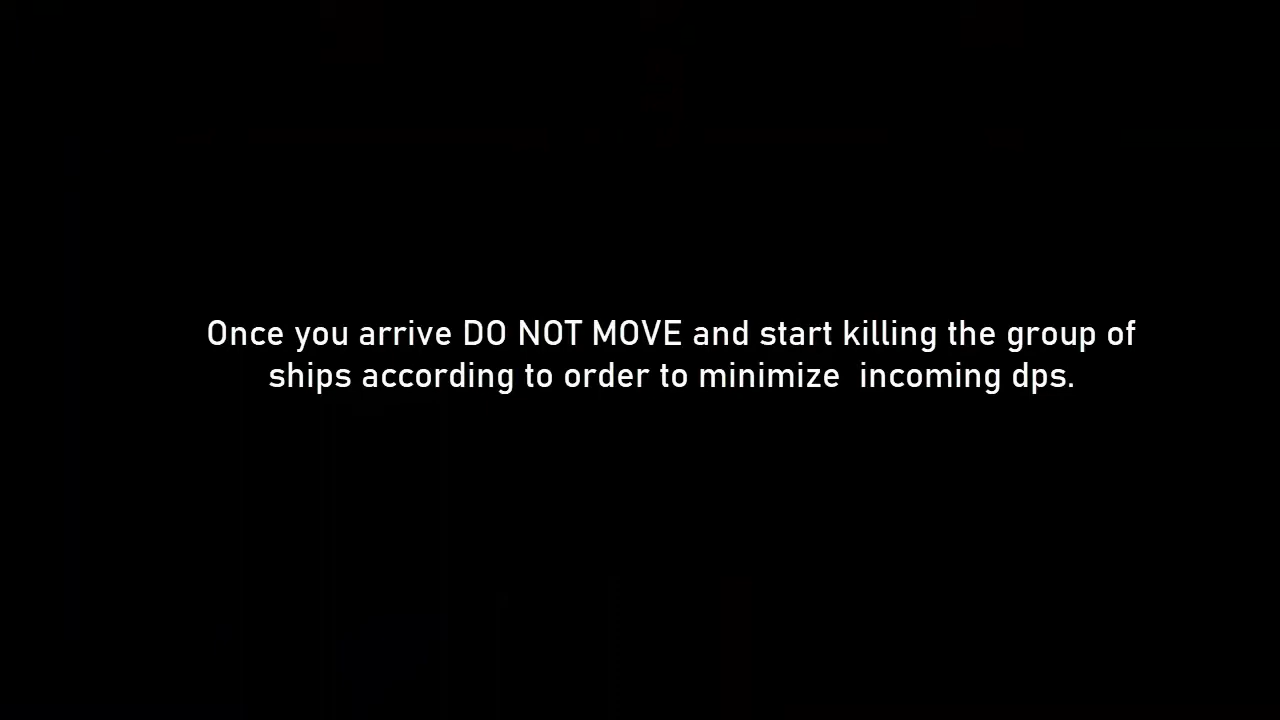 Once you arrive DO NOT MOVE and start killing the group of
ships according to order to minimize  incoming dps.